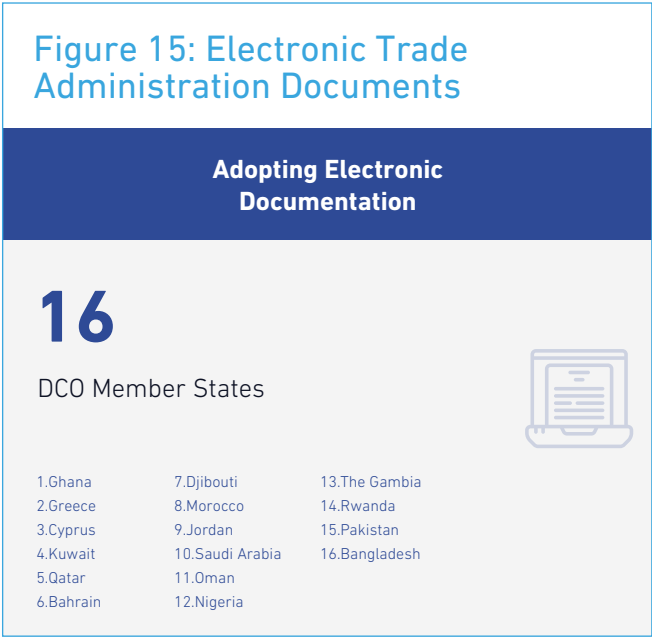 Figure 15: Electronic Trade
Administration Documents
Adopting Electronic
Documentation
16
DCO Member States
1.Ghana
2.Greece
3.Cyprus
4.Kuwait
5.Qatar
6.Bahrain
7.Djibouti
8.Morocco
9.Jordan
10.Saudi Arabia
11.Oman
12.Nigeria
13.The Gambia
14.Rwanda
15.Pakistan
16.Bangladesh